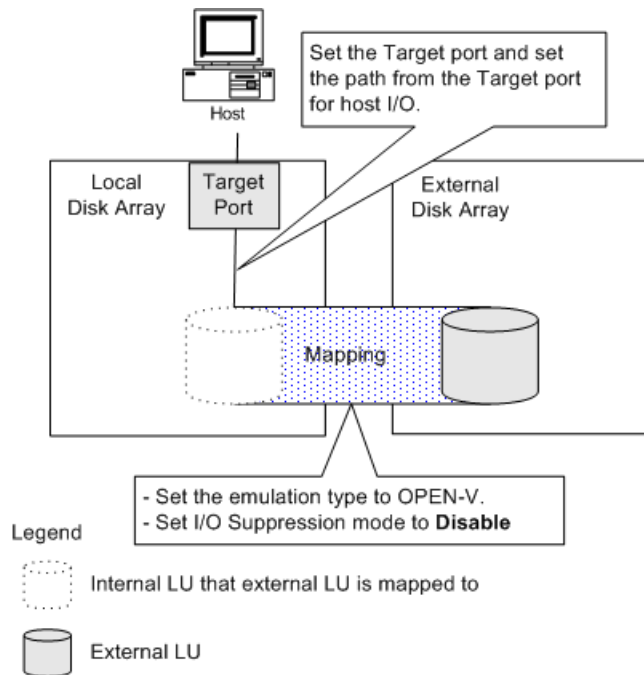 Host
Set the Target port and set
the path from the Target port
for host I/O.
Local
Disk Array
Target
Port
External
Disk Array
Mapping
- Set the emulation type to OPEN-V.
- Set I/O Suppression mode to Disable
Legend
Internal LU that external LU is mapped to
External LU